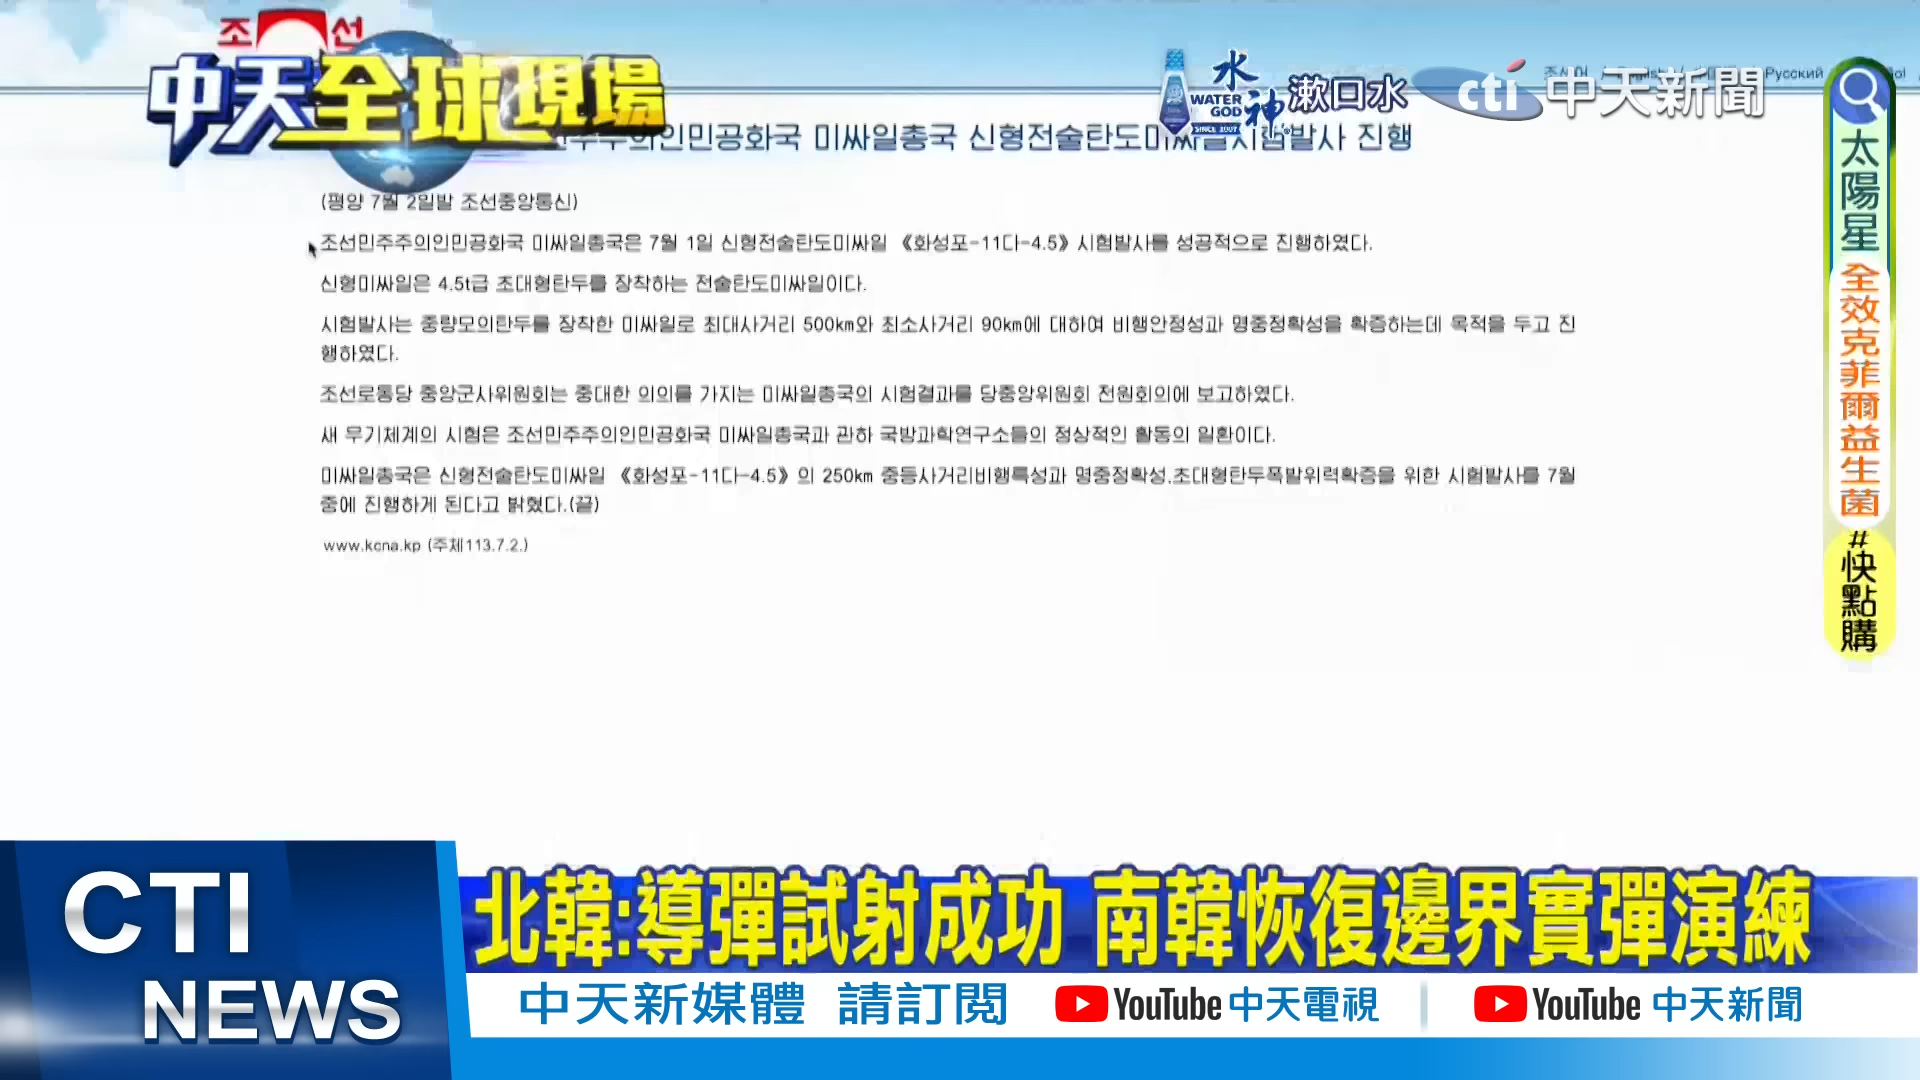 조선
中天全球現場
WATER GOD 水神 漱口水
SINCE 2007
cti 中天新聞
Русский
인민공화국 미싸일총국 신형전술탄도미싸일시험발사 진행
(평양 7월 2일발 조선중앙통신)
조선민주주의인민공화국 미싸일총국은 7월 1일 신형전술탄도미싸일 《화성포-11다-4.5》시험발사를 성공적으로 진행하였다.
신형미싸일은 4.5t급 초대형탄두를 장착하는 전술탄도미싸일이다.
시험발사는 중량모의탄두를 장착한 미싸일로 최대사거리 500km와 최소사거리 90km에 대하여 비행안정성과 명중정확성을 확증하는데 목적을 두고 진
행하였다.
조선로동당 중앙군사위원회는 중대한 의의를 가지는 미싸일총국의 시험결과를 당중앙위원회 전원회의에 보고하였다.
새 무기체계의 시험은 조선민주주의인민공화국 미싸일총국과 관하 국방과학연구소들의 정상적인 활동의 일환이다.
미싸일총국은 신형전술탄도미싸일 《화성포-11다-4.5》의 250km 중등사거리비행특성과 명중정확성,초대형탄두폭발위력확증을 위한 시험발사를 7월
중에 진행하게 된다고 밝혔다.(끝)
www.kcna.kp (주체113.7.2.)
太陽星
全效克菲爾益生菌
#快點購
CTI
NEWS
北韓:導彈試射成功 南韓恢復邊界實彈演練
中天新媒體 請訂閱 YouTube 中天電視 YouTube 中天新聞